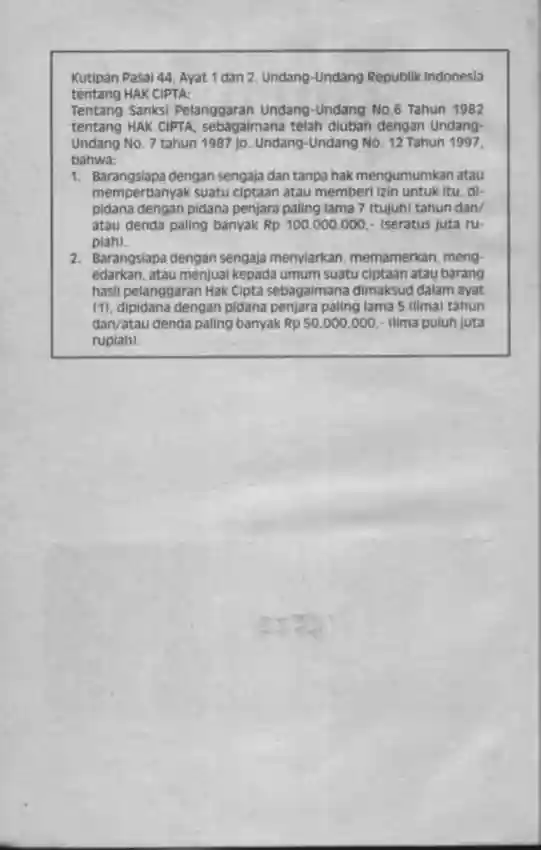 Kutipan Pasal 44, Ayat 1 dan 2, Undang-Undang Republik Indonesia
tentang HAK CIPTA:
Tentang Sanksi Pelanggaran Undang-Undang No.6 Tahun 1982
tentang HAK CIPTA, sebagaimana telah diubah dengan Undang-
Undang No. 7 tahun 1987 jo. Undang-Undang No. 12 Tahun 1997,
bahwa:
1. Barangsiapa dengan sengaja dan tanpa hak mengumumkan atau
memperbanyak suatu ciptaan atau memberi izin untuk itu, di-
pidana dengan pidana penjara paling lama 7 (tujuh) tahun dan/
atau denda paling banyak Rp 100.000.000,- (seratus juta ru-
piah).
2. Barangsiapa dengan sengaja menyiarkan, memamerkan, meng-
edarkan, atau menjual kepada umum suatu ciptaan atau barang
hasil pelanggaran Hak Cipta sebagaimana dimaksud dalam ayat
(1), dipidana dengan pidana penjara paling lama 5 (lima) tahun
dan/atau denda paling banyak Rp 50.000.000,- (lima puluh juta
rupiah).